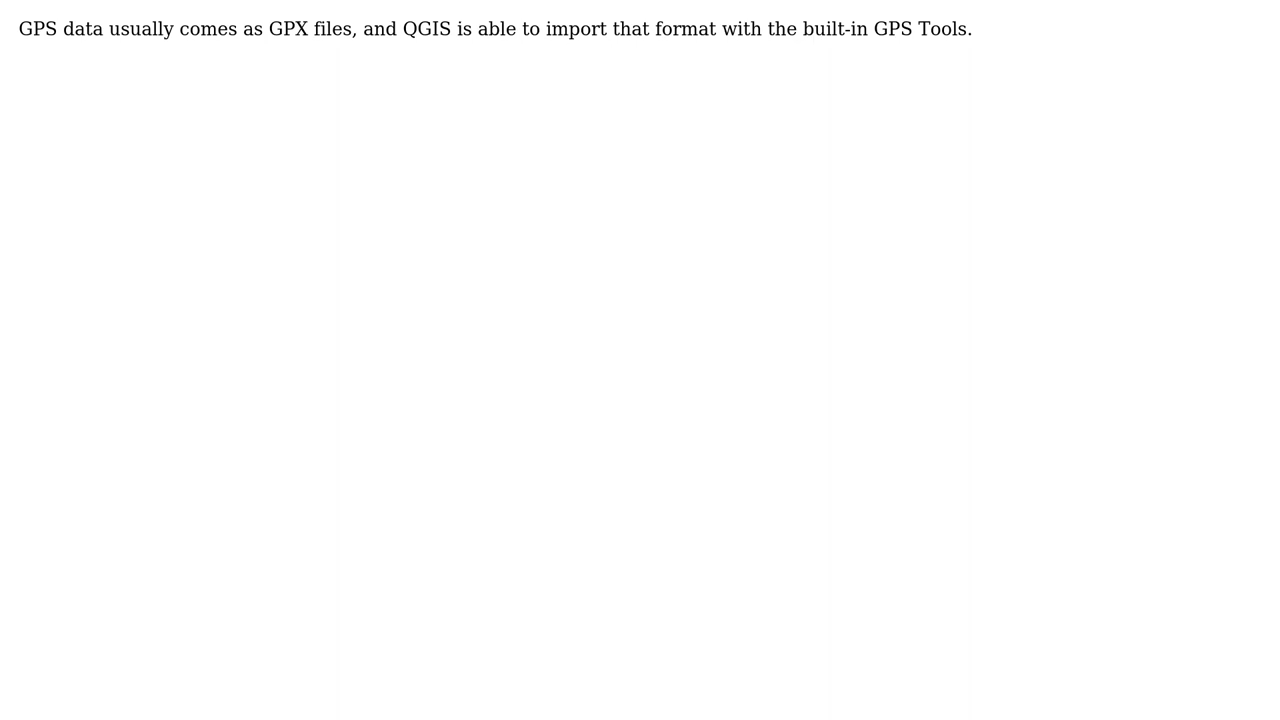 GPS data usually comes as GPX files, and QGIS is able to import that format with the built-in GPS Tools.